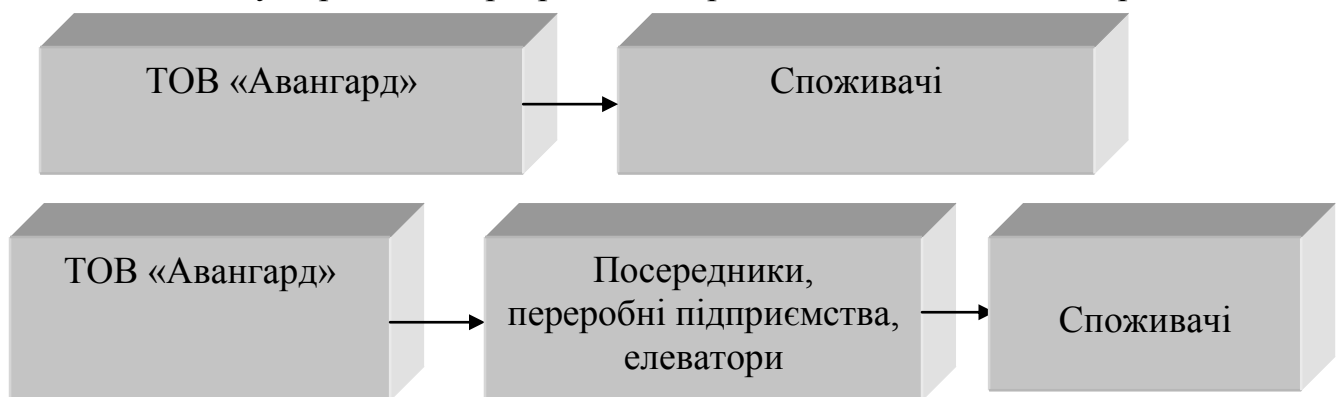 ТОВ «Авангард»
Споживачі
ТОВ «Авангард»
Посередники,
переробні підприємства,
елеватори
Споживачі